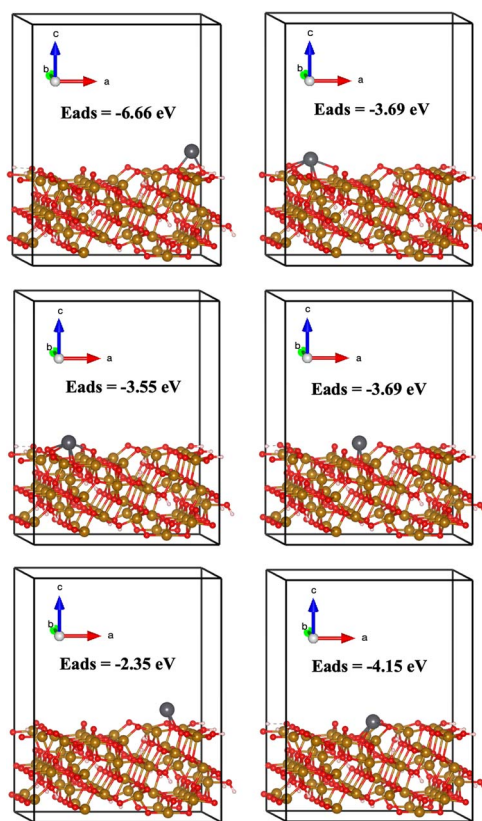 c
b
a
Eads = -6.66 eV
c
b
a
Eads = -3.69 eV
c
b
a
Eads = -3.55 eV
c
b
a
Eads = -3.69 eV
c
b
a
Eads = -2.35 eV
c
b
a
Eads = -4.15 eV